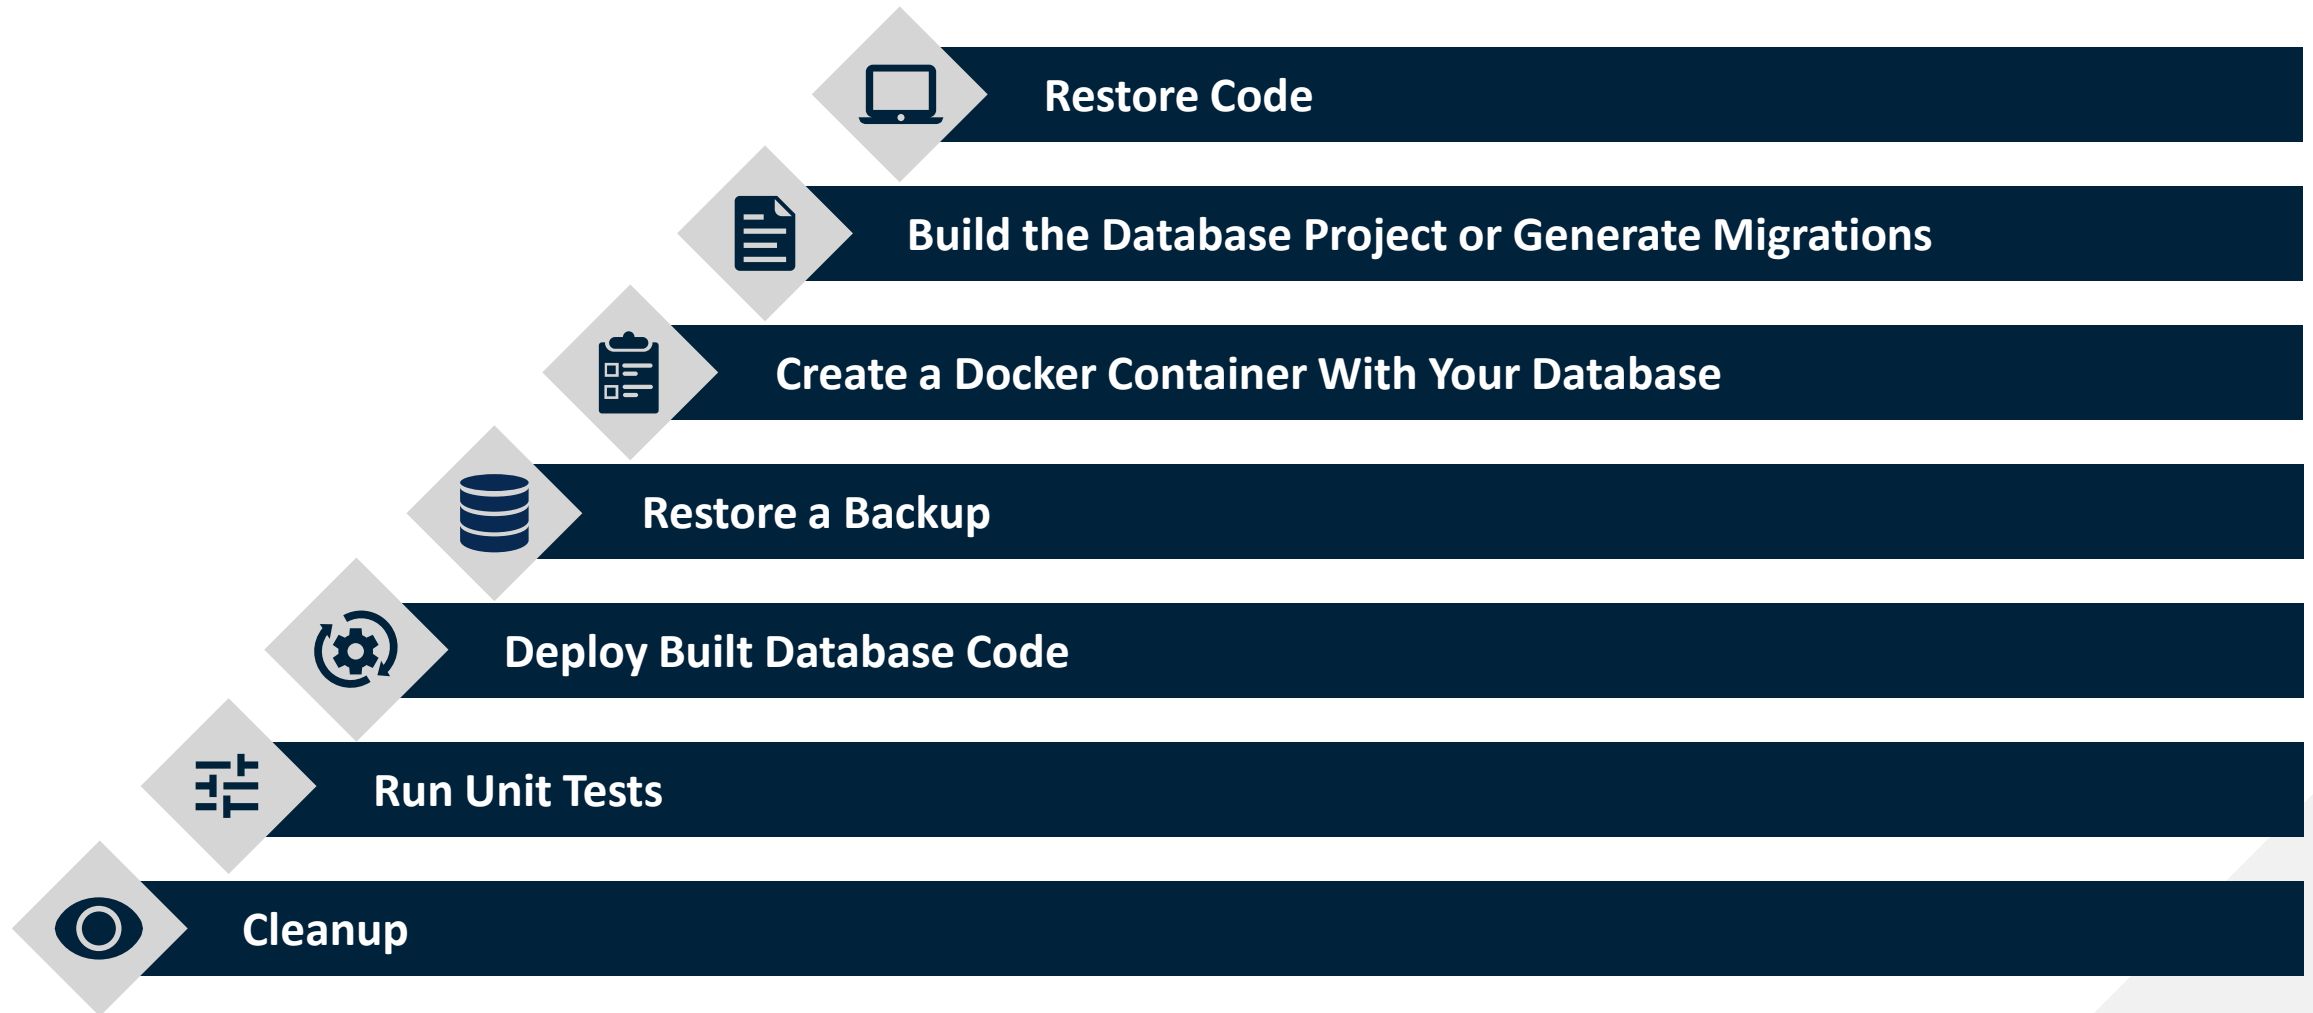 Restore Code
Build the Database Project or Generate Migrations
Create a Docker Container With Your Database
Restore a Backup
Deploy Built Database Code
Run Unit Tests
Cleanup